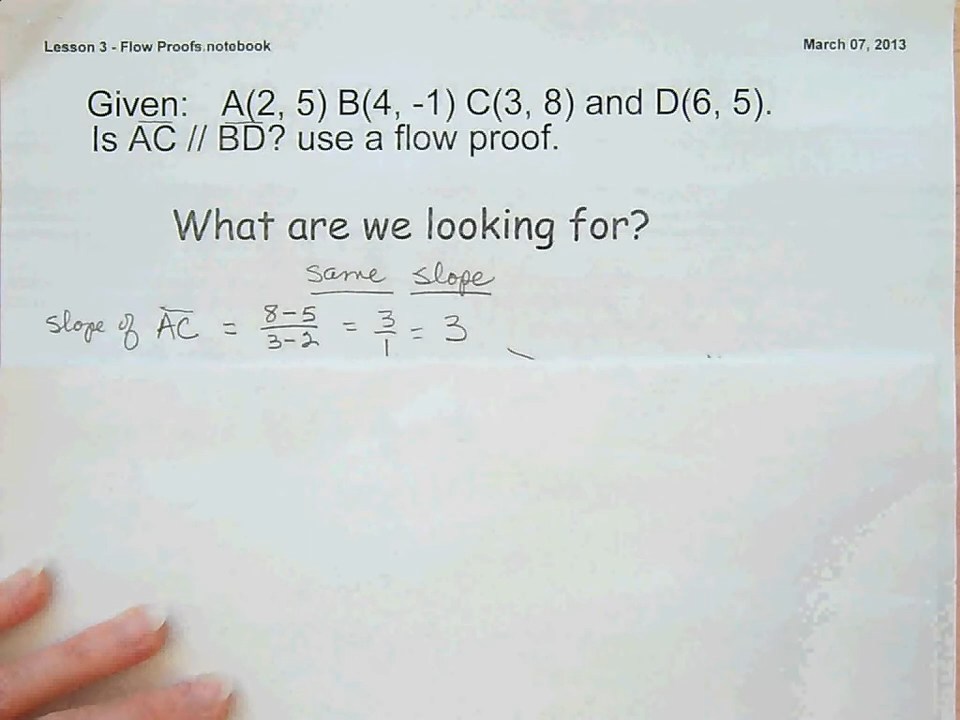 Lesson 3 - Flow Proofs.notebook March 07, 2013
Given: A(2, 5) B(4, -1) C(3, 8) and D(6, 5).
Is AC // BD? use a flow proof.
What are we looking for?
same slope
slope of AC = 8-5/3-2 = 3/1 = 3